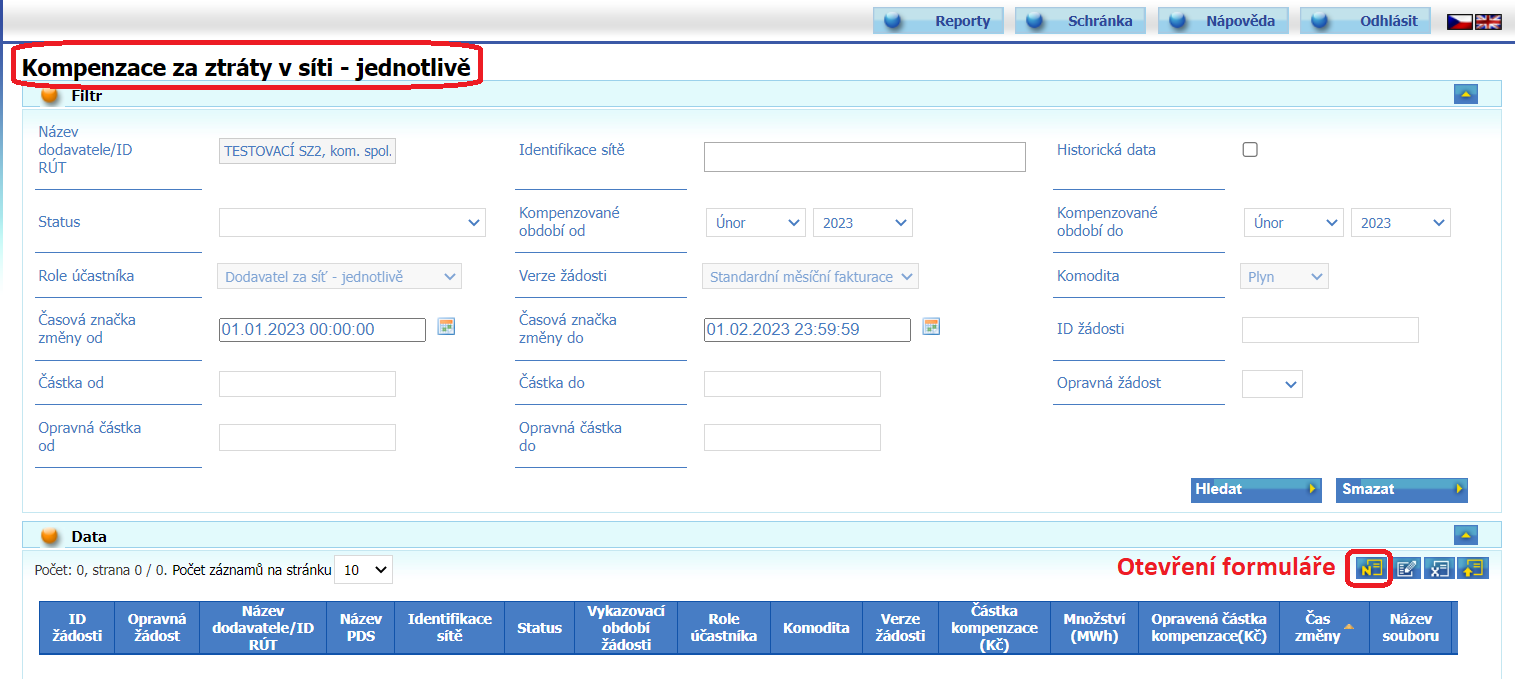 Reporty Schránka Nápověda Odhlásit
Kompenzace za ztráty v síti - jednotlivě
Filtr
Název
dodavatele/ID
RÚT
TESTOVACÍ SZ2, kom. spol.
Identifikace sítě
Historická data
Status
Kompenzované
období od
Únor 2023
Kompenzované
období do
Únor 2023
Role účastníka
Dodavatel za síť - jednotlivě
Verze žádosti
Standardní měsíční fakturace
Komodita
Plyn
Časová značka
změny od
01.01.2023 00:00:00
Časová značka
změny do
01.02.2023 23:59:59
ID žádosti
Částka od
Částka do
Opravná žádost
Opravná částka
od
Opravná částka
do
Hledat Smazat
Data
Počet: 0, strana 0 / 0. Počet záznamů na stránku 10
Otevření formuláře
N
ID
žádosti
Opravná
žádost
Název
dodavatele/ID
RÚT
Název
PDS
Identifikace
sítě
Status
Vykazovací
období
žádosti
Role
účastníka
Komodita
Verze
žádosti
Částka
kompenzace
(Kč)
Množství
(MWh)
Opravená částka
kompenzace(Kč)
Čas
změny
Název
souboru